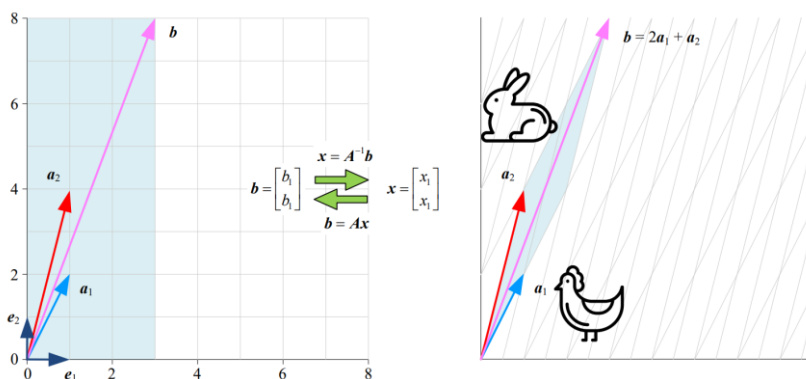 8
b
6
x = A⁻¹b
a₂
4
b = [b₁ b₁]
x = [x₁ x₁]
b = Ax
2
a₁
e₂
0
0 2 4 6 8
e₁
b = 2a₁ + a₂
a₂
a₁